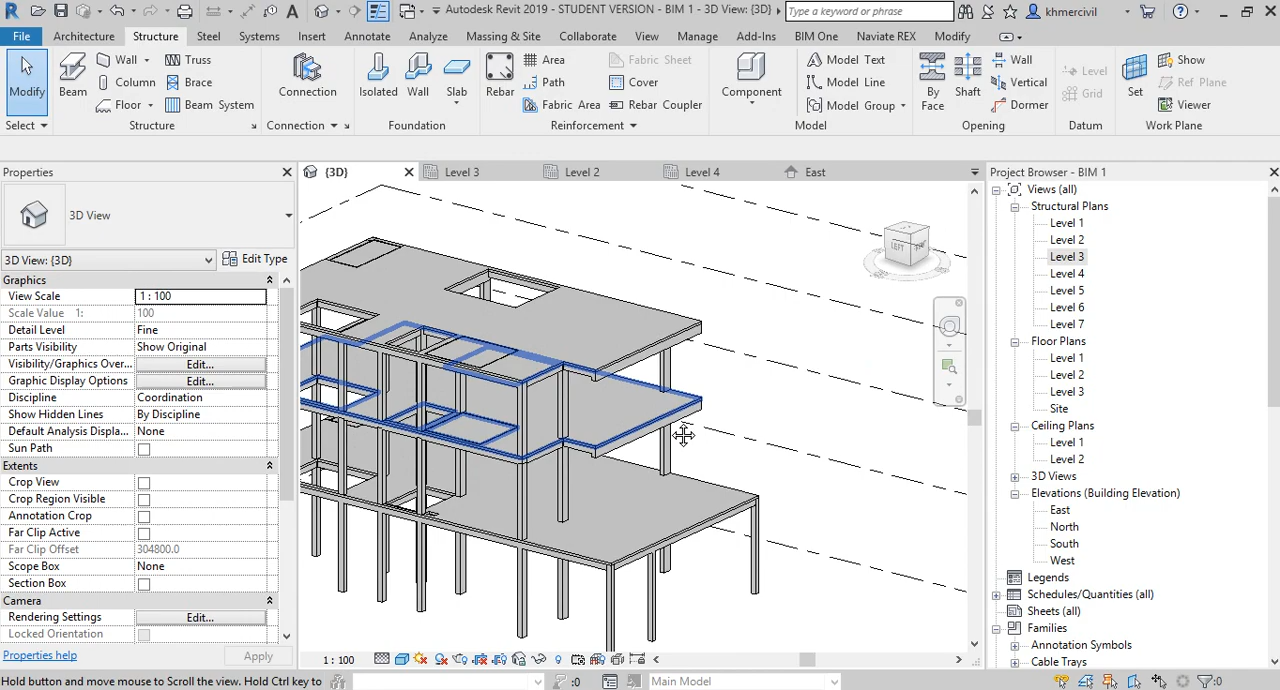 Autodesk Revit 2019 - STUDENT VERSION - BIM 1 - 3D View: {3D}
Type a keyword or phrase
khmercivil
File Architecture Structure Steel Systems Insert Annotate Analyze Massing & Site Collaborate View Manage Add-Ins BIM One Naviate REX Modify
Modify
Select
Beam
Wall
Column
Floor
Truss
Brace
Beam System
Structure
Connection
Connection
Isolated
Wall
Slab
Foundation
Rebar
Area
Path
Fabric Area
Fabric Sheet
Cover
Rebar Coupler
Reinforcement
Component
Model Text
Model Line
Model Group
Model
By
Face
Shaft
Wall
Vertical
Dormer
Opening
Level
Grid
Datum
Set
Show
Ref Plane
Viewer
Work Plane
Properties
{3D}
Level 3
Level 2
Level 4
East
Project Browser - BIM 1
3D View
3D View: {3D}
Edit Type
Graphics
View Scale 1 : 100
Scale Value 1: 100
Detail Level Fine
Parts Visibility Show Original
Visibility/Graphics Over... Edit...
Graphic Display Options Edit...
Discipline Coordination
Show Hidden Lines By Discipline
Default Analysis Displa... None
Sun Path
Extents
Crop View
Crop Region Visible
Annotation Crop
Far Clip Active
Far Clip Offset 304800.0
Scope Box None
Section Box
Camera
Rendering Settings Edit...
Locked Orientation
Properties help
Apply
LEFT
1 : 100
Views (all)
Structural Plans
Level 1
Level 2
Level 3
Level 4
Level 5
Level 6
Level 7
Floor Plans
Level 1
Level 2
Level 3
Site
Ceiling Plans
Level 1
Level 2
3D Views
Elevations (Building Elevation)
East
North
South
West
Legends
Schedules/Quantities (all)
Sheets (all)
Families
Annotation Symbols
Cable Trays
Hold button and move mouse to Scroll the view. Hold Ctrl key to
:0
Main Model
:0